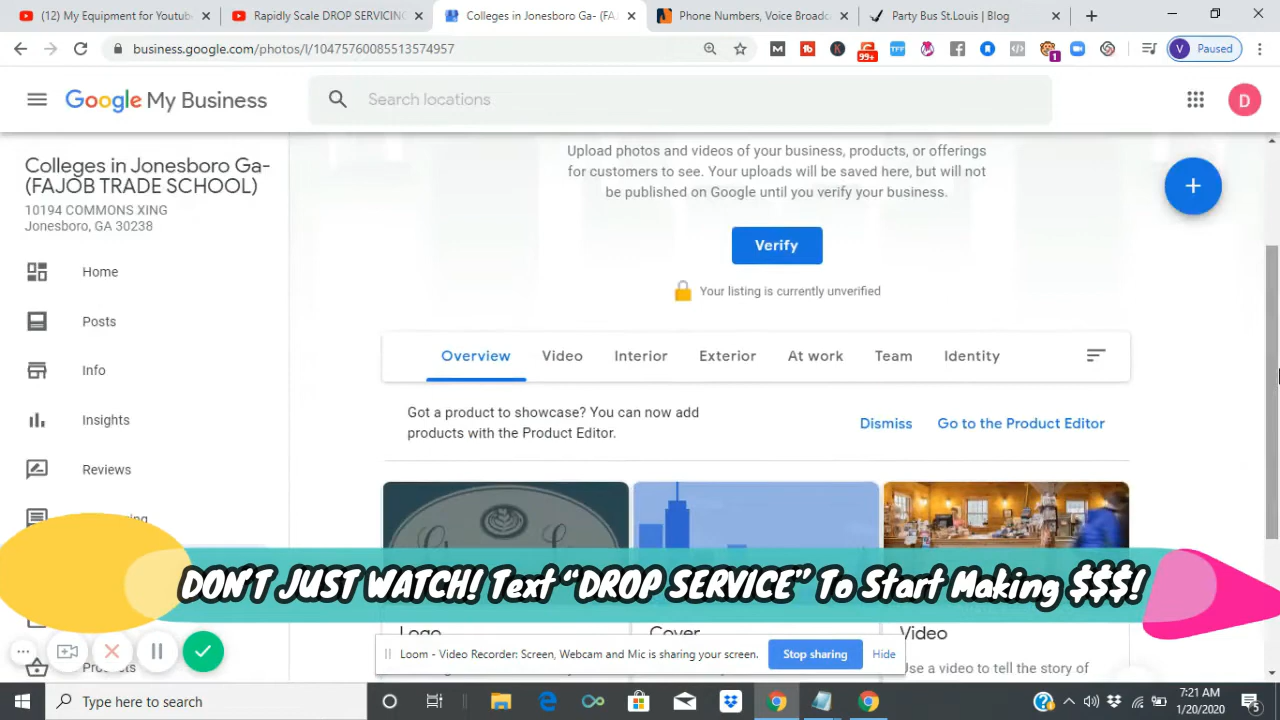 (12) My Equipment for Youtub
Rapidly Scale DROP SERVICING
Colleges in Jonesboro Ga- (FAJ
Phone Numbers, Voice Broadc
Party Bus St.Louis | Blog
business.google.com/photos/l/10475760085513574957
99+
1
V Paused
Google My Business
Search locations
D
Colleges in Jonesboro Ga-
(FAJOB TRADE SCHOOL)
10194 COMMONS XING
Jonesboro, GA 30238
Home
Posts
Info
Insights
Reviews
Upload photos and videos of your business, products, or offerings
for customers to see. Your uploads will be saved here, but will not
be published on Google until you verify your business.
Verify
Your listing is currently unverified
Overview Video Interior Exterior At work Team Identity
Got a product to showcase? You can now add
products with the Product Editor.
Dismiss Go to the Product Editor
DON'T JUST WATCH! Text “DROP SERVICE” To Start Making $$$!
Logo
Cover
Video
Use a video to tell the story of
Products
Loom - Video Recorder: Screen, Webcam and Mic is sharing your screen.
Stop sharing
Hide
Type here to search
7:21 AM
1/20/2020
5